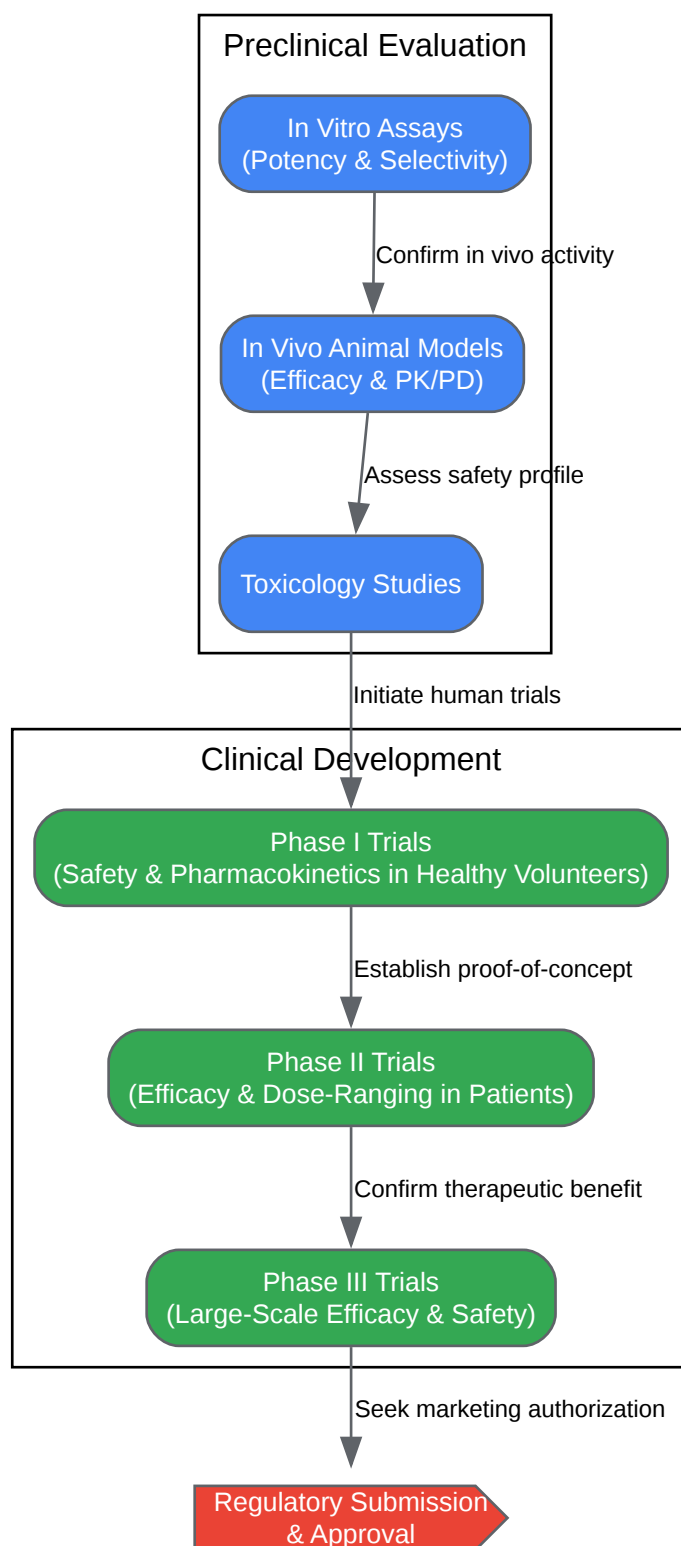 Preclinical Evaluation
In Vitro Assays
(Potency & Selectivity)
Confirm in vivo activity
In Vivo Animal Models
(Efficacy & PK/PD)
Assess safety profile
Toxicology Studies
Initiate human trials
Clinical Development
Phase I Trials
(Safety & Pharmacokinetics in Healthy Volunteers)
Establish proof-of-concept
Phase II Trials
(Efficacy & Dose-Ranging in Patients)
Confirm therapeutic benefit
Phase III Trials
(Large-Scale Efficacy & Safety)
Seek marketing authorization
Regulatory Submission
& Approval